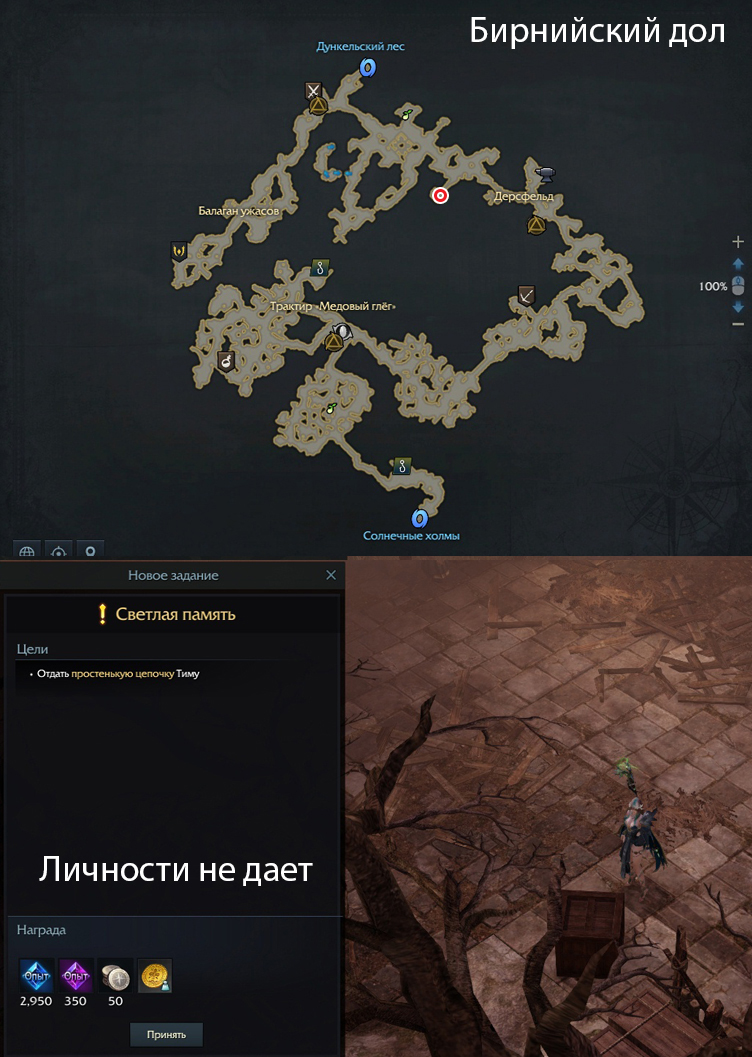 Бирнийский дол
Дункельский лес
Дерсфельд
Балаган ужасов
100%
Трактир «Медовый глёг»
Солнечные холмы
Новое задание
Светлая память
Цели
• Отдать простенькую цепочку Тиму
Личности не дает
Награда
Опыт Опыт
2,950 350 50
Принять